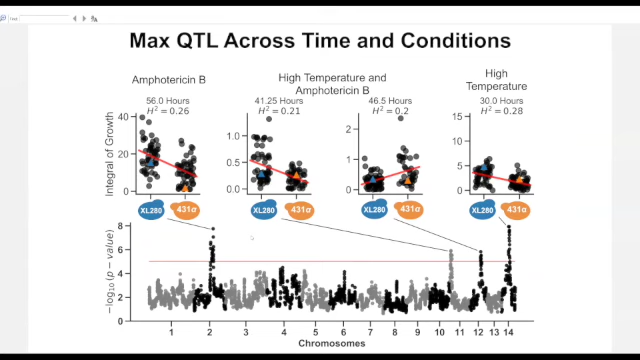 Max QTL Across Time and Conditions
Amphotericin B
High Temperature and
Amphotericin B
High
Temperature
56.0 Hours
H² = 0.26
41.25 Hours
H² = 0.21
46.5 Hours
H² = 0.2
30.0 Hours
H² = 0.28
Integral of Growth
40
20
0
1.0
0.5
0.0
2
1
0
15
10
5
0
XL280
431α
XL280
431α
XL280
431α
XL280
431α
−log₁₀(p − value)
8
6
4
2
0
1 2 3 4 5 6 7 8 9 10 11 12 13 14
Chromosomes